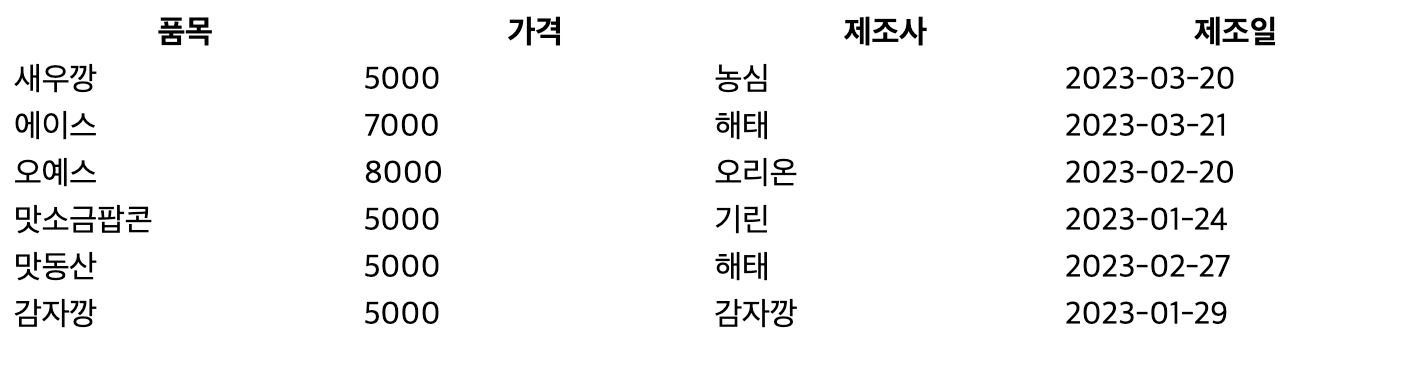 품목 가격 제조사 제조일
새우깡 5000 농심 2023-03-20
에이스 7000 해태 2023-03-21
오예스 8000 오리온 2023-02-20
맛소금팝콘 5000 기린 2023-01-24
맛동산 5000 해태 2023-02-27
감자깡 5000 감자깡 2023-01-29